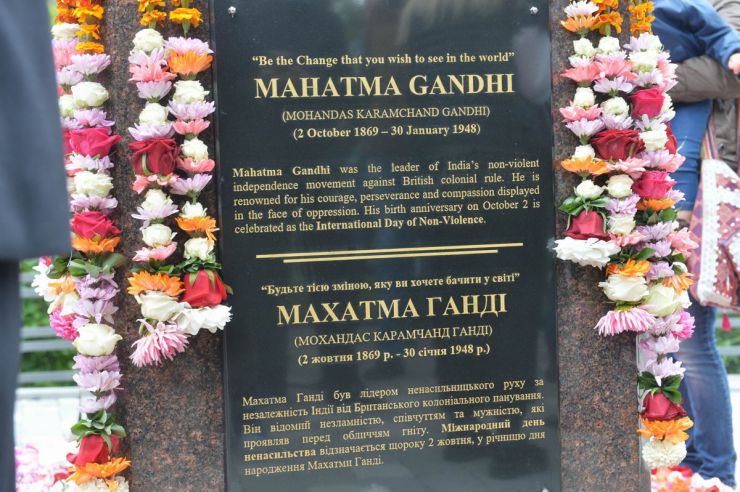 “Be the Change that you wish to see in the world”
MAHATMA GANDHI
(MOHANDAS KARAMCHAND GANDHI)
(2 October 1869 – 30 January 1948)
Mahatma Gandhi was the leader of India’s non-violent
independence movement against British colonial rule. He is
renowned for his courage, perseverance and compassion displayed
in the face of oppression. His birth anniversary on October 2 is
celebrated as the International Day of Non-Violence.
“Будьте тією зміною, яку ви хочете бачити у світі”
МАХАТМА ГАНДІ
(МОХАНДАС КАРАМЧАНД ГАНДІ)
(2 жовтня 1869 р. - 30 січня 1948 р.)
Махатма Ганді був лідером ненасильницького руху за
незалежність Індії від Британського колоніального панування.
Він відомий незламністю, співчуттям та мужністю, які
проявляв перед обличчям гніту. Міжнародний день
ненасильства відзначається щороку 2 жовтня, у річницю дня
народження Махатми Ганді.